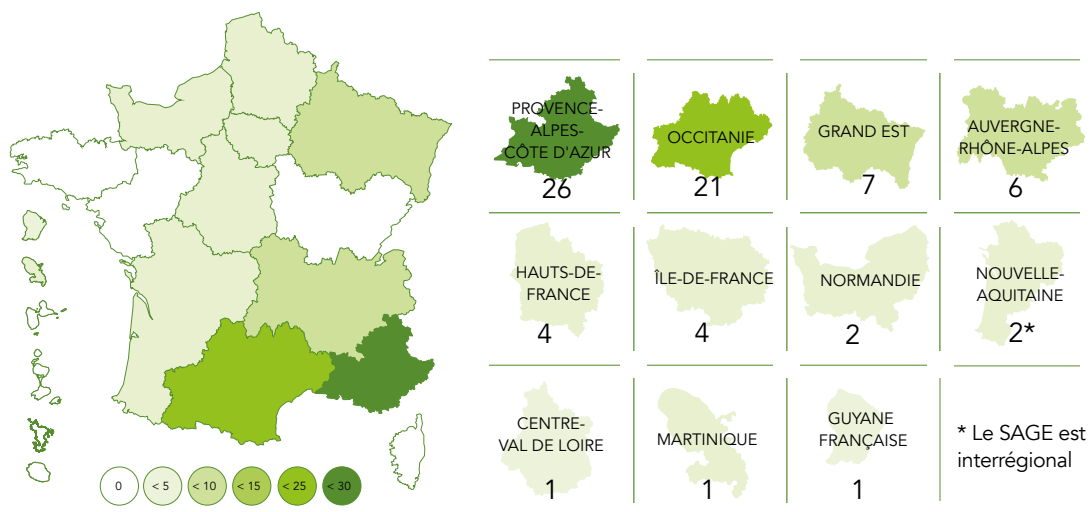 PROVENCE-
ALPES-
CÔTE D'AZUR
26
OCCITANIE
21
GRAND EST
7
AUVERGNE-
RHÔNE-ALPES
6
HAUTS-DE-
FRANCE
4
ÎLE-DE-FRANCE
4
NORMANDIE
2
NOUVELLE-
AQUITAINE
2*
CENTRE-
VAL DE LOIRE
1
MARTINIQUE
1
GUYANE
FRANÇAISE
1
* Le SAGE est
interrégional
0 < 5 < 10 < 15 < 25 < 30